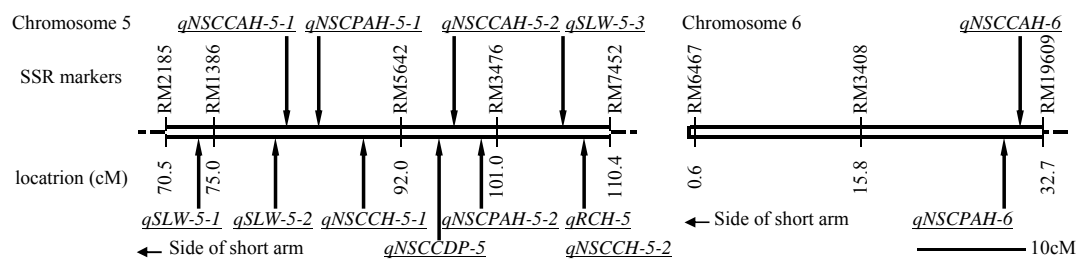 Chromosome 5 qNSCCAH-5-1 qNSCPAH-5-1 qNSCCAH-5-2 qSLW-5-3 Chromosome 6 qNSCCAH-6
SSR markers RM2185 RM1386 RM5642 RM3476 RM7452 RM6467 RM3408 RM19609
locatrion (cM) 70.5 75.0 92.0 101.0 110.4 0.6 15.8 32.7
qSLW-5-1 qSLW-5-2 qNSCCH-5-1 qNSCPAH-5-2 qRCH-5 Side of short arm qNSCPAH-6
Side of short arm qNSCCDP-5 qNSCCH-5-2 10cM